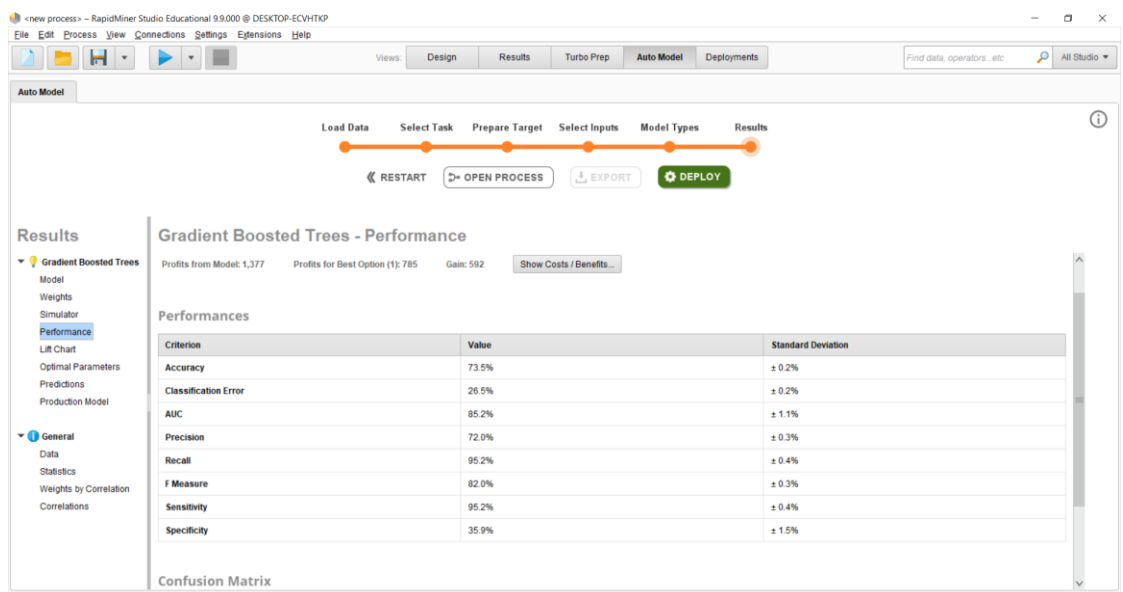 <new process> – RapidMiner Studio Educational 9.9.000 @ DESKTOP-ECVHTKP
File Edit Process View Connections Settings Extensions Help
Views: Design Results Turbo Prep Auto Model Deployments Find data, operators...etc All Studio
Auto Model
Load Data Select Task Prepare Target Select Inputs Model Types Results
RESTART OPEN PROCESS EXPORT DEPLOY
Results
Gradient Boosted Trees
Model
Weights
Simulator
Performance
Lift Chart
Optimal Parameters
Predictions
Production Model
General
Data
Statistics
Weights by Correlation
Correlations
Gradient Boosted Trees - Performance
Profits from Model: 1,377 Profits for Best Option (1): 785 Gain: 592 Show Costs / Benefits...
Performances
Criterion Value Standard Deviation
Accuracy 73.5% ± 0.2%
Classification Error 26.5% ± 0.2%
AUC 85.2% ± 1.1%
Precision 72.0% ± 0.3%
Recall 95.2% ± 0.4%
F Measure 82.0% ± 0.3%
Sensitivity 95.2% ± 0.4%
Specificity 35.9% ± 1.5%
Confusion Matrix